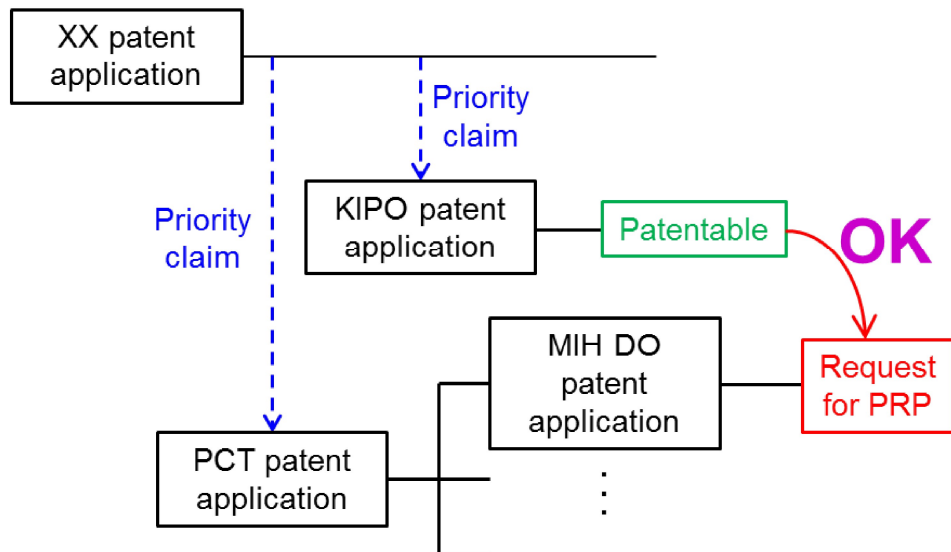 XX patent
application
Priority
claim
Priority
claim
KIPO patent
application
Patentable
OK
MIH DO
patent
application
Request
for PRP
PCT patent
application